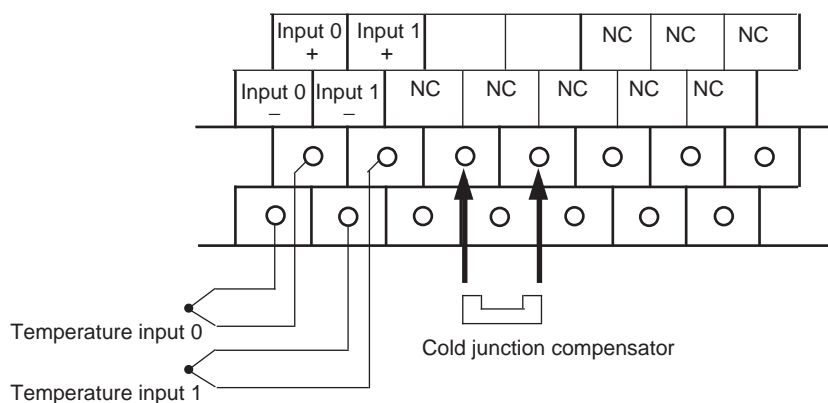 Input 0 Input 1 NC NC NC
+ +
Input 0 Input 1 NC NC NC NC NC
– –
Temperature input 0
Cold junction compensator
Temperature input 1